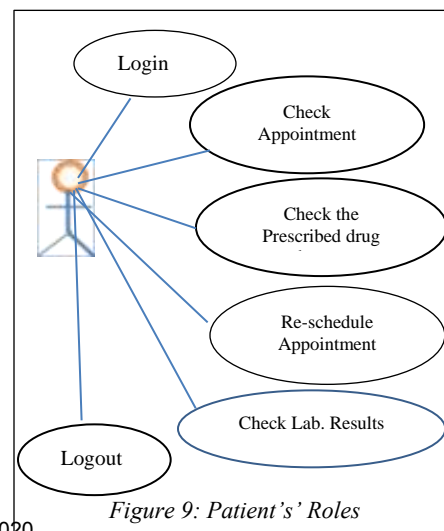 Login
Check
Appointment
Check the
Prescribed drug
Re-schedule
Appointment
Check Lab. Results
Logout
Figure 9: Patient's' Roles